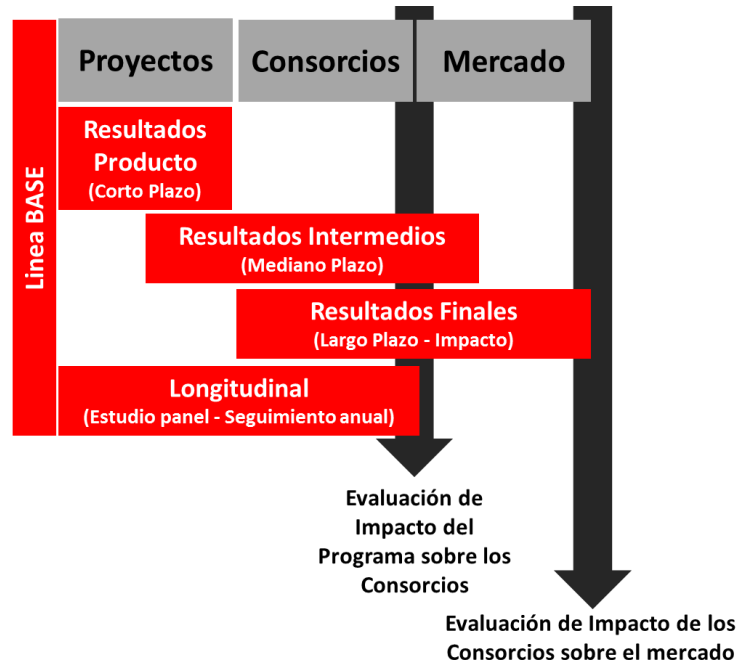 Proyectos
Consorcios
Mercado
Linea BASE
Resultados
Producto
(Corto Plazo)
Resultados Intermedios
(Mediano Plazo)
Resultados Finales
(Largo Plazo - Impacto)
Longitudinal
(Estudio panel - Seguimiento anual)
Evaluación de
Impacto del
Programa sobre los
Consorcios
Evaluación de Impacto de los
Consorcios sobre el mercado